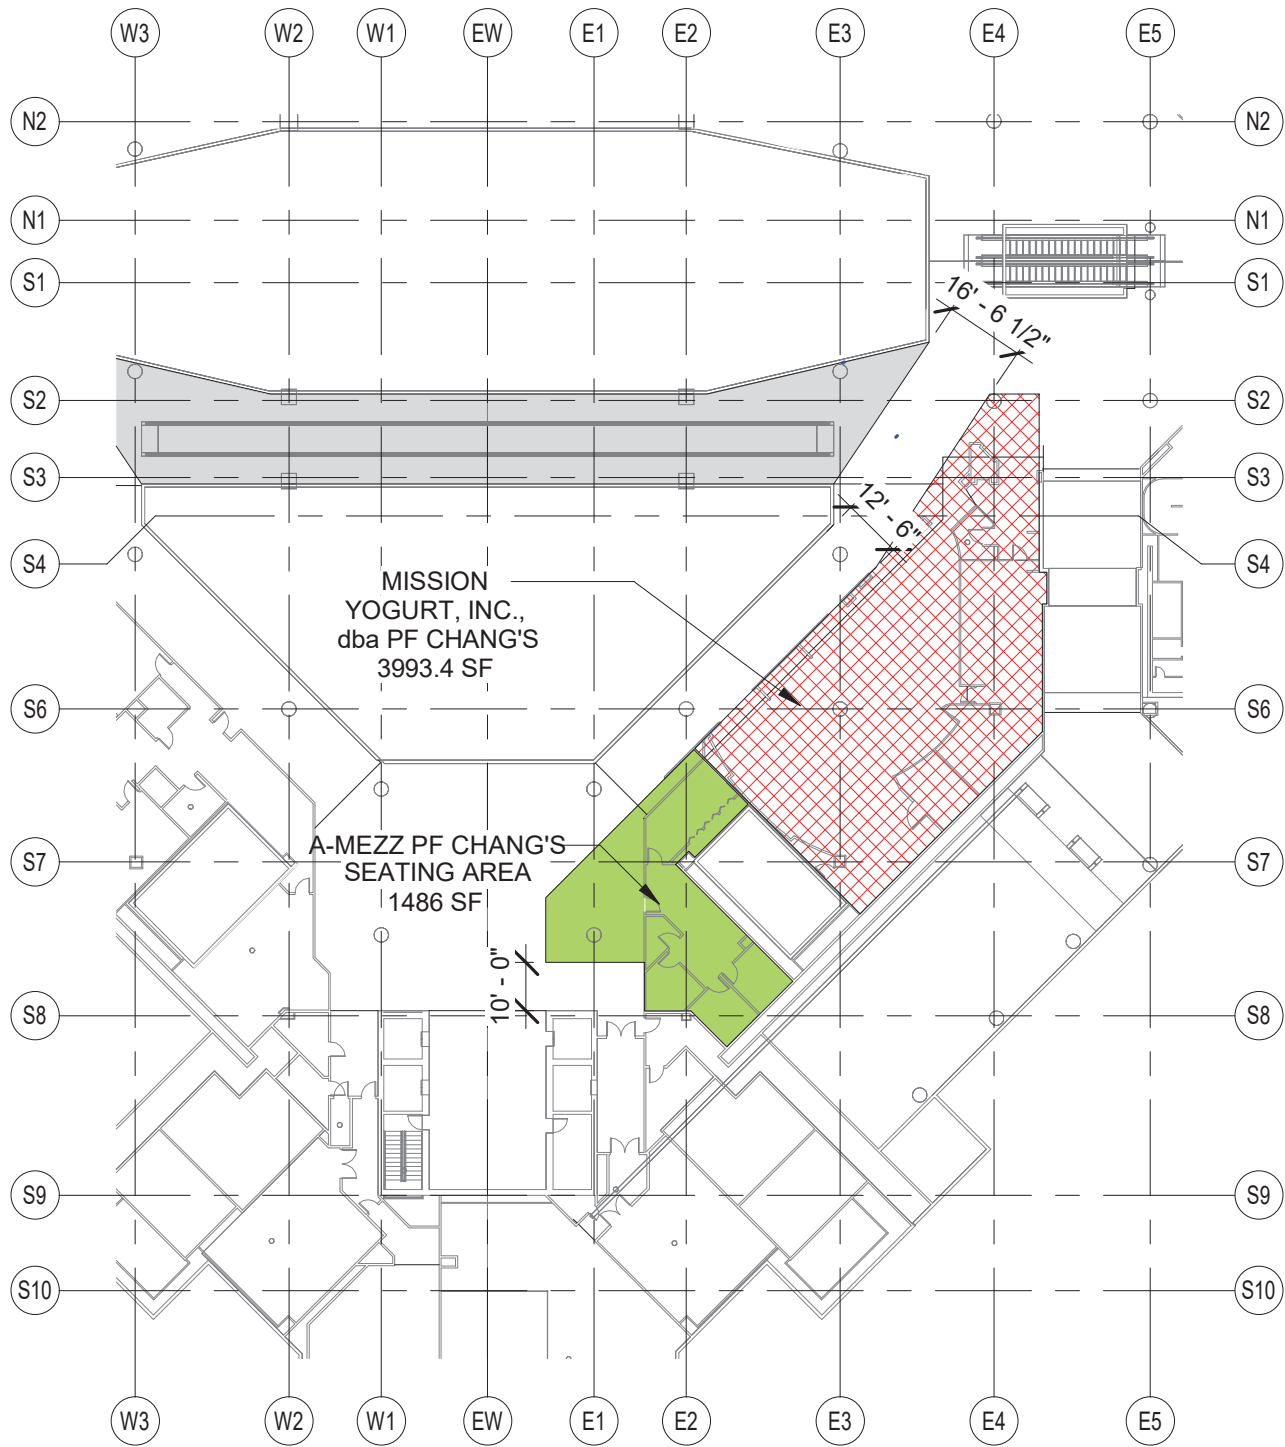 W3 W2 W1 EW E1 E2 E3 E4 E5
N2 N2
N1 N1
S1 S1
16' - 6 1/2"
S2 S2
S3 S3
12' - 6"
S4 S4
MISSION
YOGURT, INC.,
dba PF CHANG'S
3993.4 SF
S6 S6
A-MEZZ PF CHANG'S
SEATING AREA
1486 SF
S7 S7
10' - 0"
S8 S8
S9 S9
S10 S10
W3 W2 W1 EW E1 E2 E3 E4 E5